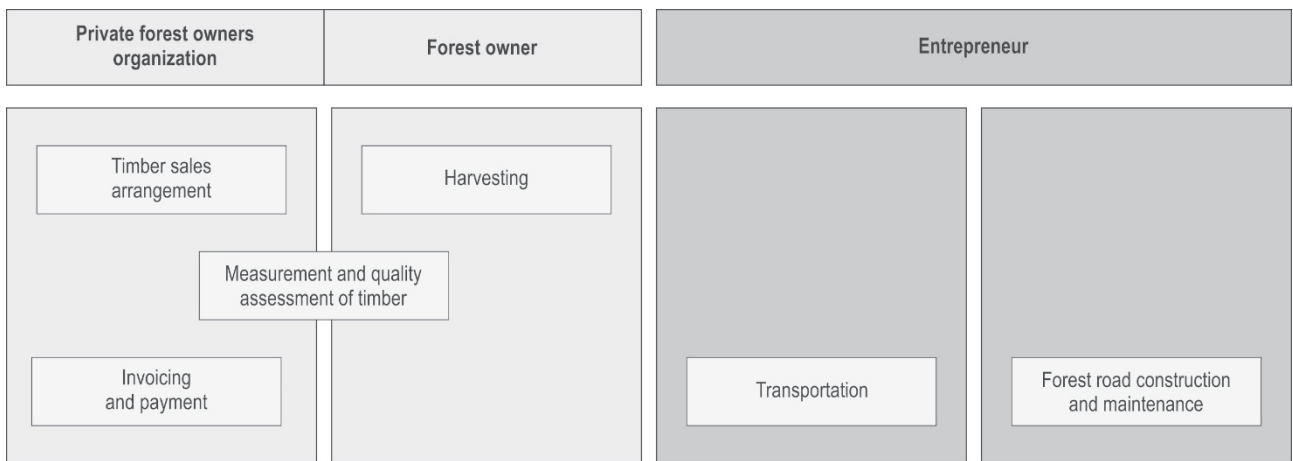 Private forest owners
organization
Forest owner
Entrepreneur
Timber sales
arrangement
Harvesting
Measurement and quality
assessment of timber
Invoicing
and payment
Transportation
Forest road construction
and maintenance